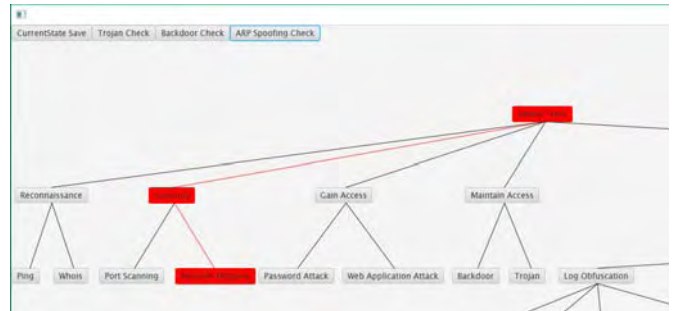 CurrentState Save Trojan Check Backdoor Check ARP Spoofing Check
Reconnaissance Scanning Gain Access Maintain Access
Ping Whois Port Scanning Password Attack Web Application Attack Backdoor Trojan Log Obfuscation